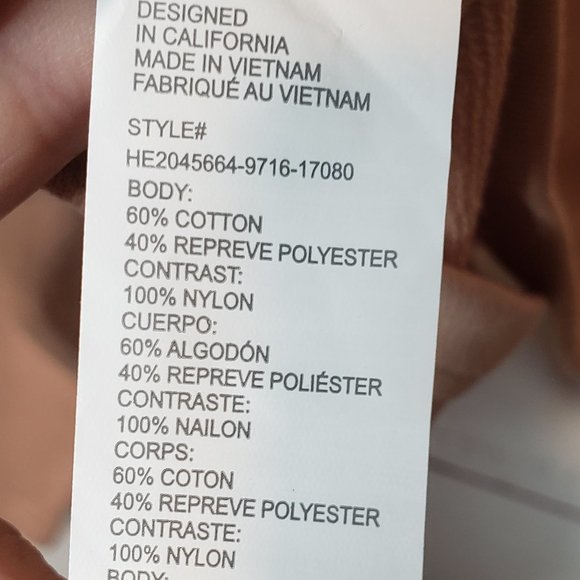 DESIGNED
IN CALIFORNIA
MADE IN VIETNAM
FABRIQUÉ AU VIETNAM
STYLE#
HE2045664-9716-17080
BODY:
60% COTTON
40% REPREVE POLYESTER
CONTRAST:
100% NYLON
CUERPO:
60% ALGODÓN
40% REPREVE POLIÉSTER
CONTRASTE:
100% NAILON
CORPS:
60% COTON
40% REPREVE POLYESTER
CONTRASTE:
100% NYLON
BODY: